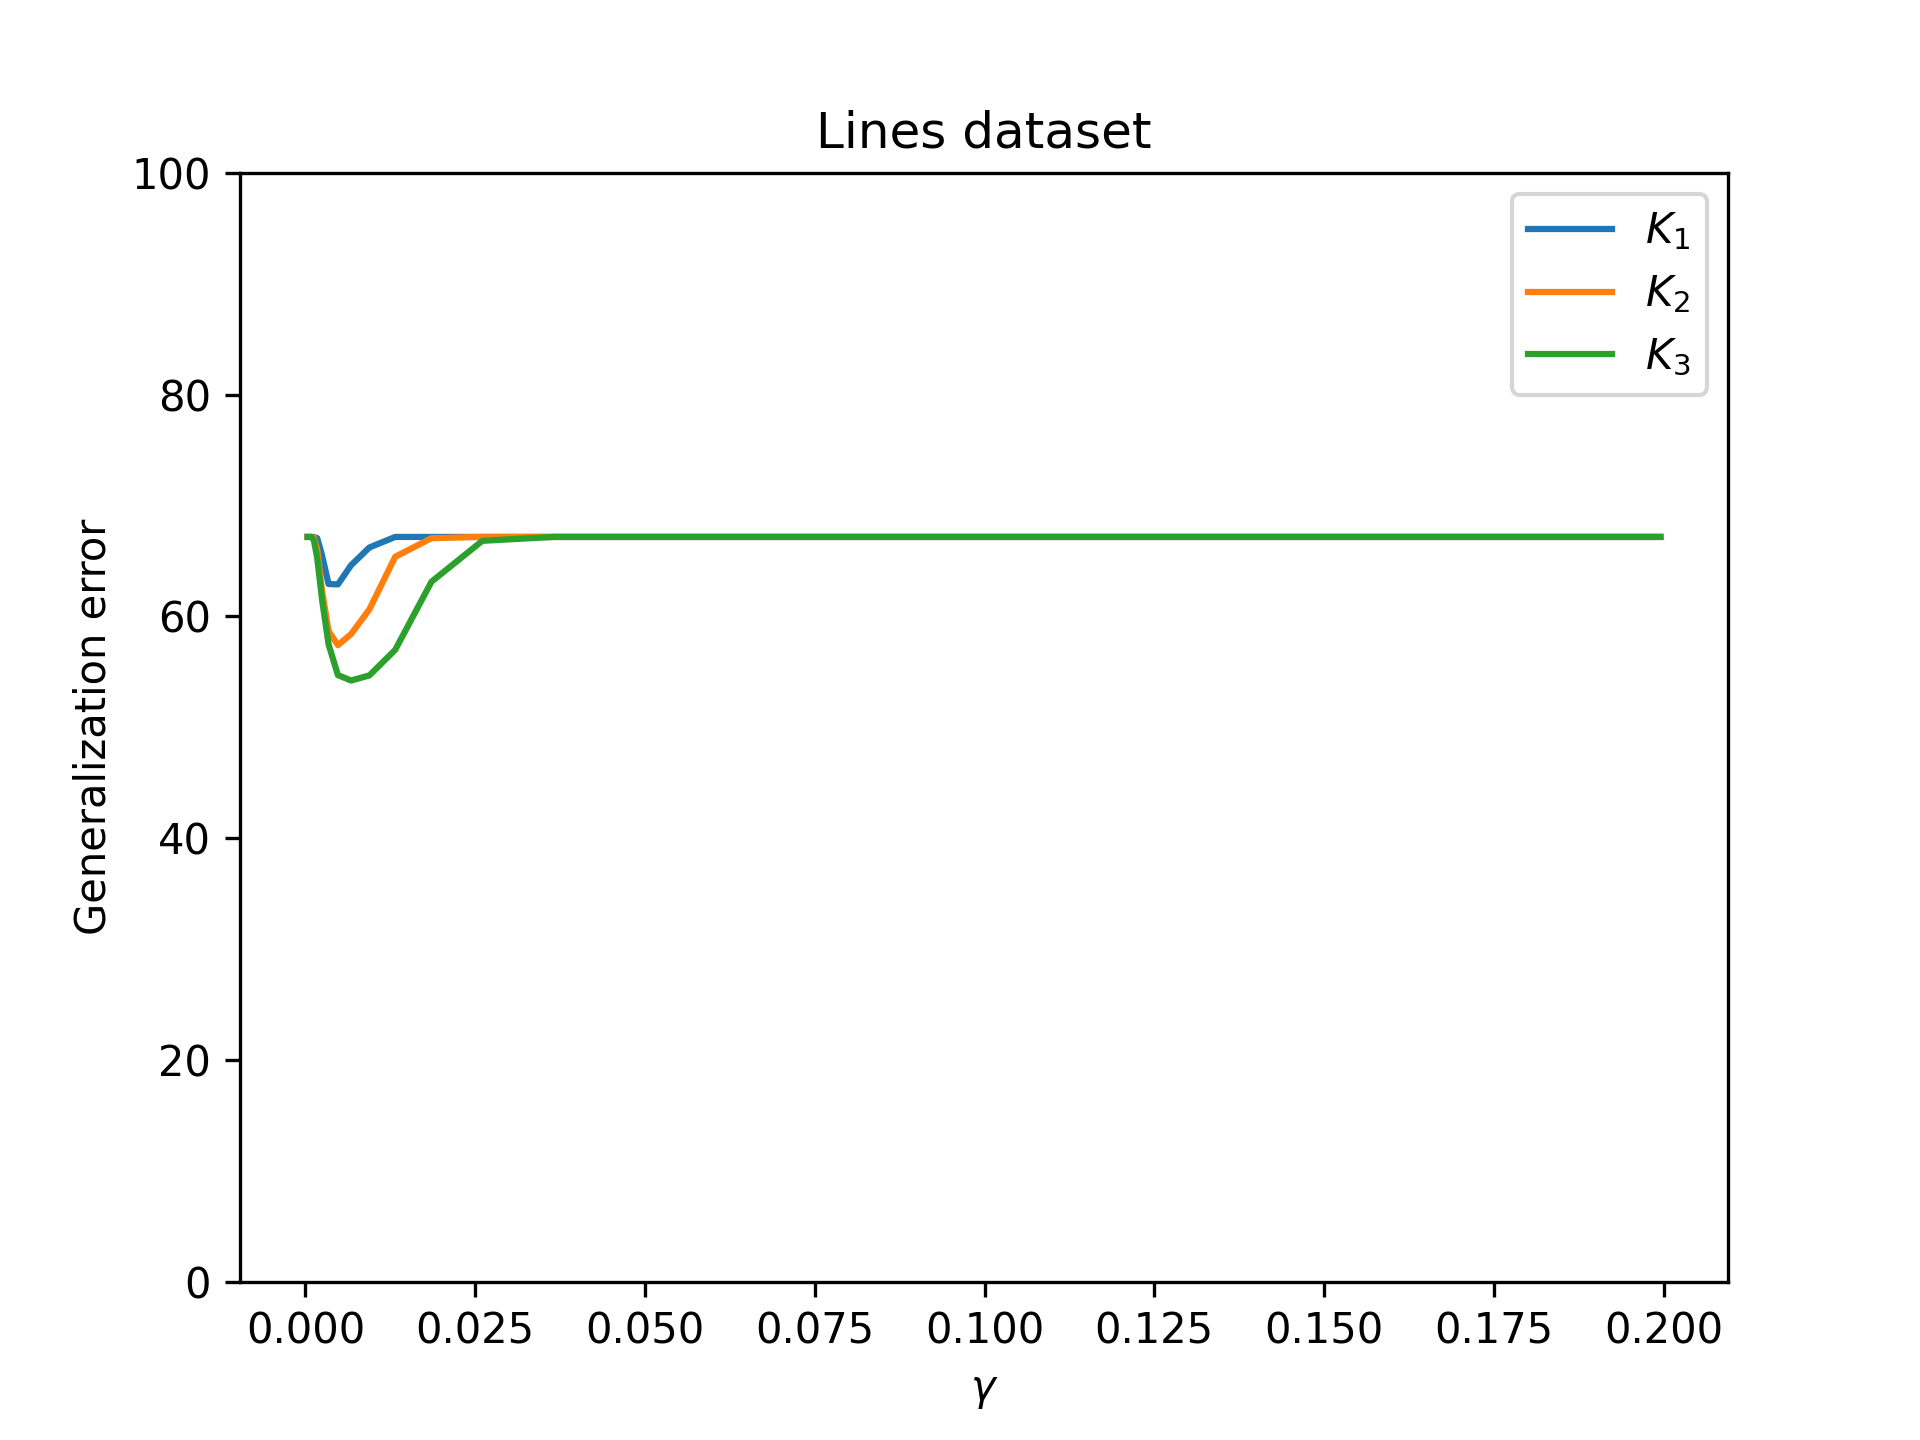 Lines dataset
Generalization error
100
80
60
40
20
0
K₁
K₂
K₃
0.000 0.025 0.050 0.075 0.100 0.125 0.150 0.175 0.200
γ